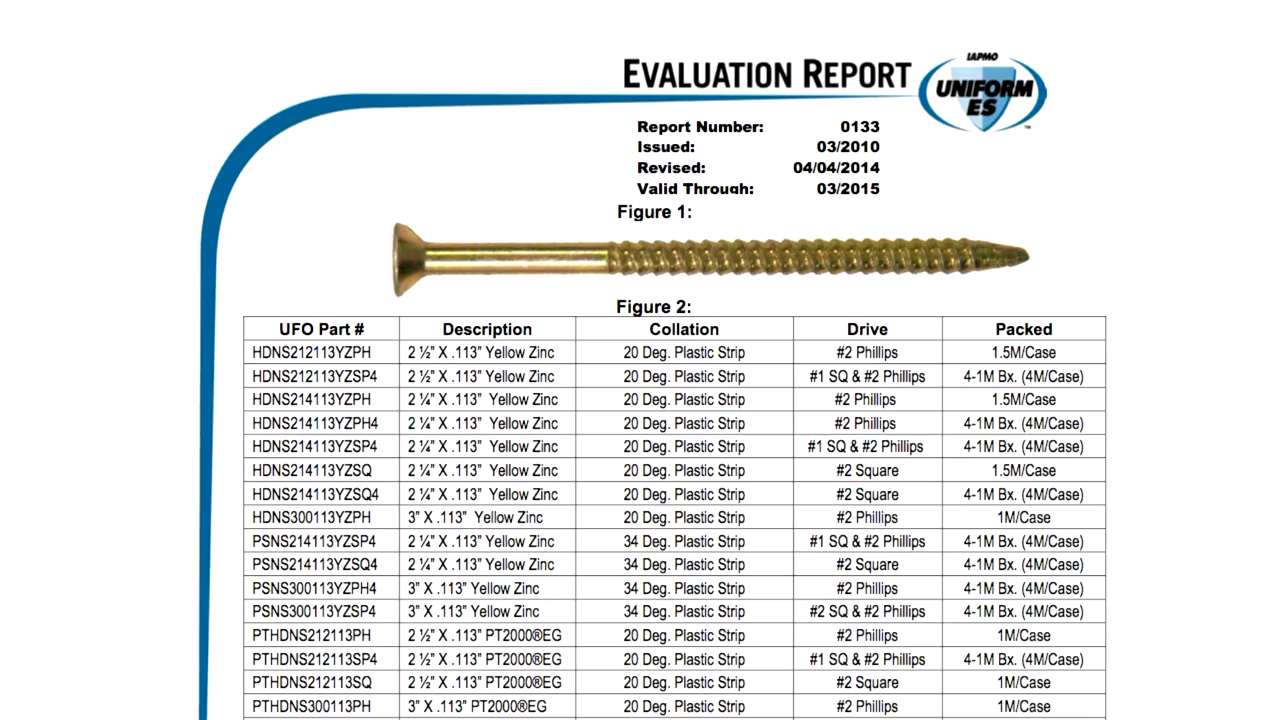 EVALUATION REPORT
IAPMO
UNIFORM
ES
™
Report Number: 0133
Issued: 03/2010
Revised: 04/04/2014
Valid Through: 03/2015
Figure 1:
Figure 2:
UFO Part # Description Collation Drive Packed
HDNS212113YZPH 2 ½” X .113” Yellow Zinc 20 Deg. Plastic Strip #2 Phillips 1.5M/Case
HDNS212113YZSP4 2 ½” X .113” Yellow Zinc 20 Deg. Plastic Strip #1 SQ & #2 Phillips 4-1M Bx. (4M/Case)
HDNS214113YZPH 2 ¼” X .113” Yellow Zinc 20 Deg. Plastic Strip #2 Phillips 1.5M/Case
HDNS214113YZPH4 2 ¼” X .113” Yellow Zinc 20 Deg. Plastic Strip #2 Phillips 4-1M Bx. (4M/Case)
HDNS214113YZSP4 2 ¼” X .113” Yellow Zinc 20 Deg. Plastic Strip #1 SQ & #2 Phillips 4-1M Bx. (4M/Case)
HDNS214113YZSQ 2 ¼” X .113” Yellow Zinc 20 Deg. Plastic Strip #2 Square 1.5M/Case
HDNS214113YZSQ4 2 ¼” X .113” Yellow Zinc 20 Deg. Plastic Strip #2 Square 4-1M Bx. (4M/Case)
HDNS300113YZPH 3” X .113” Yellow Zinc 20 Deg. Plastic Strip #2 Phillips 1M/Case
PSNS214113YZSP4 2 ¼” X .113” Yellow Zinc 34 Deg. Plastic Strip #1 SQ & #2 Phillips 4-1M Bx. (4M/Case)
PSNS214113YZSQ4 2 ¼” X .113” Yellow Zinc 34 Deg. Plastic Strip #2 Square 4-1M Bx. (4M/Case)
PSNS300113YZPH4 3” X .113” Yellow Zinc 34 Deg. Plastic Strip #2 Phillips 4-1M Bx. (4M/Case)
PSNS300113YZSP4 3” X .113” Yellow Zinc 34 Deg. Plastic Strip #2 SQ & #2 Phillips 4-1M Bx. (4M/Case)
PTHDNS212113PH 2 ½” X .113” PT2000®EG 20 Deg. Plastic Strip #2 Phillips 1M/Case
PTHDNS212113SP4 2 ½” X .113” PT2000®EG 20 Deg. Plastic Strip #1 SQ & #2 Phillips 4-1M Bx. (4M/Case)
PTHDNS212113SQ 2 ½” X .113” PT2000®EG 20 Deg. Plastic Strip #2 Square 1M/Case
PTHDNS300113PH 3” X .113” PT2000®EG 20 Deg. Plastic Strip #2 Phillips 1M/Case